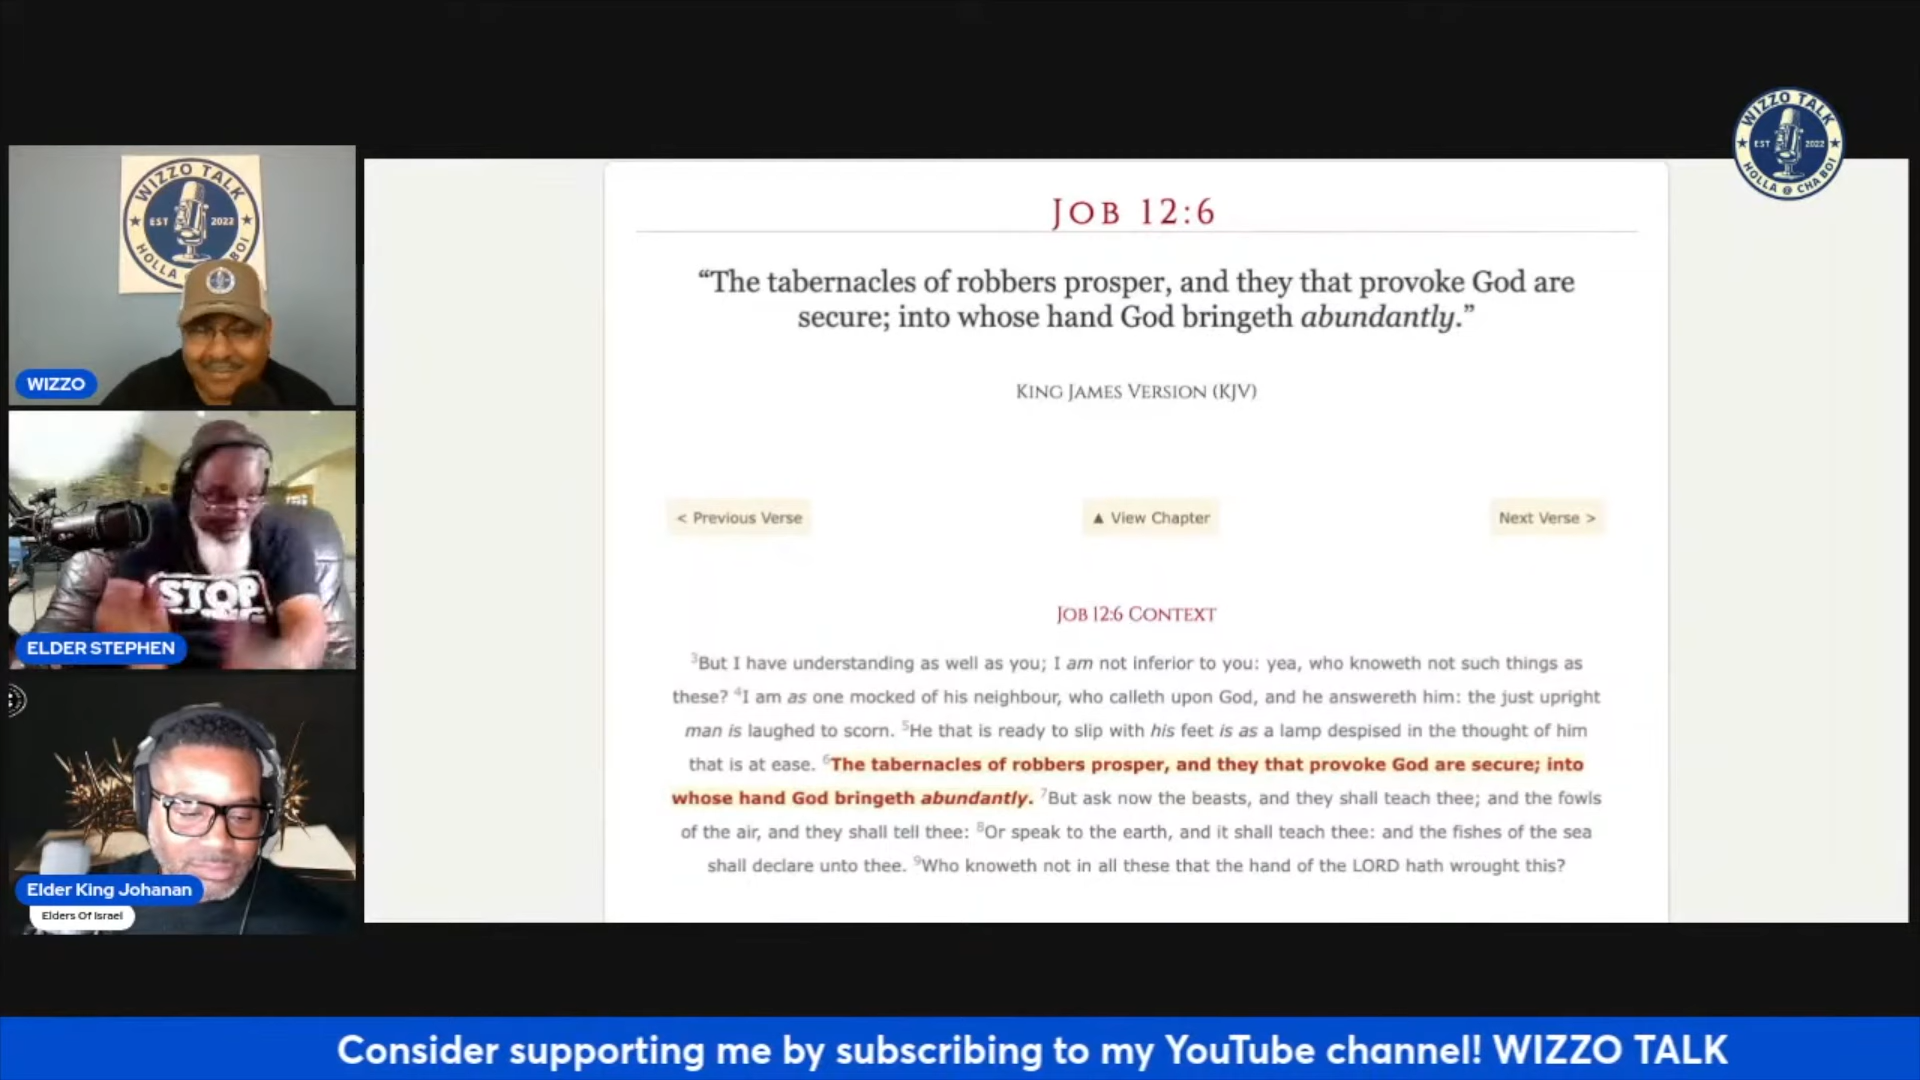 WIZZO TALK
EST 2022
HOLLA @ CHA BOI
WIZZO TALK
EST 2022
HOLLA BOI
WIZZO
STOP
ELDER STEPHEN
Elder King Johanan
Elders Of Israel
JOB 12:6
“The tabernacles of robbers prosper, and they that provoke God are
secure; into whose hand God bringeth abundantly.”
KING JAMES VERSION (KJV)
< Previous Verse
▲ View Chapter
Next Verse >
JOB 12:6 CONTEXT
3But I have understanding as well as you; I am not inferior to you: yea, who knoweth not such things as
these? 4I am as one mocked of his neighbour, who calleth upon God, and he answereth him: the just upright
man is laughed to scorn. 5He that is ready to slip with his feet is as a lamp despised in the thought of him
that is at ease. 6The tabernacles of robbers prosper, and they that provoke God are secure; into
whose hand God bringeth abundantly. 7But ask now the beasts, and they shall teach thee; and the fowls
of the air, and they shall tell thee: 8Or speak to the earth, and it shall teach thee: and the fishes of the sea
shall declare unto thee. 9Who knoweth not in all these that the hand of the LORD hath wrought this?
Consider supporting me by subscribing to my YouTube channel! WIZZO TALK